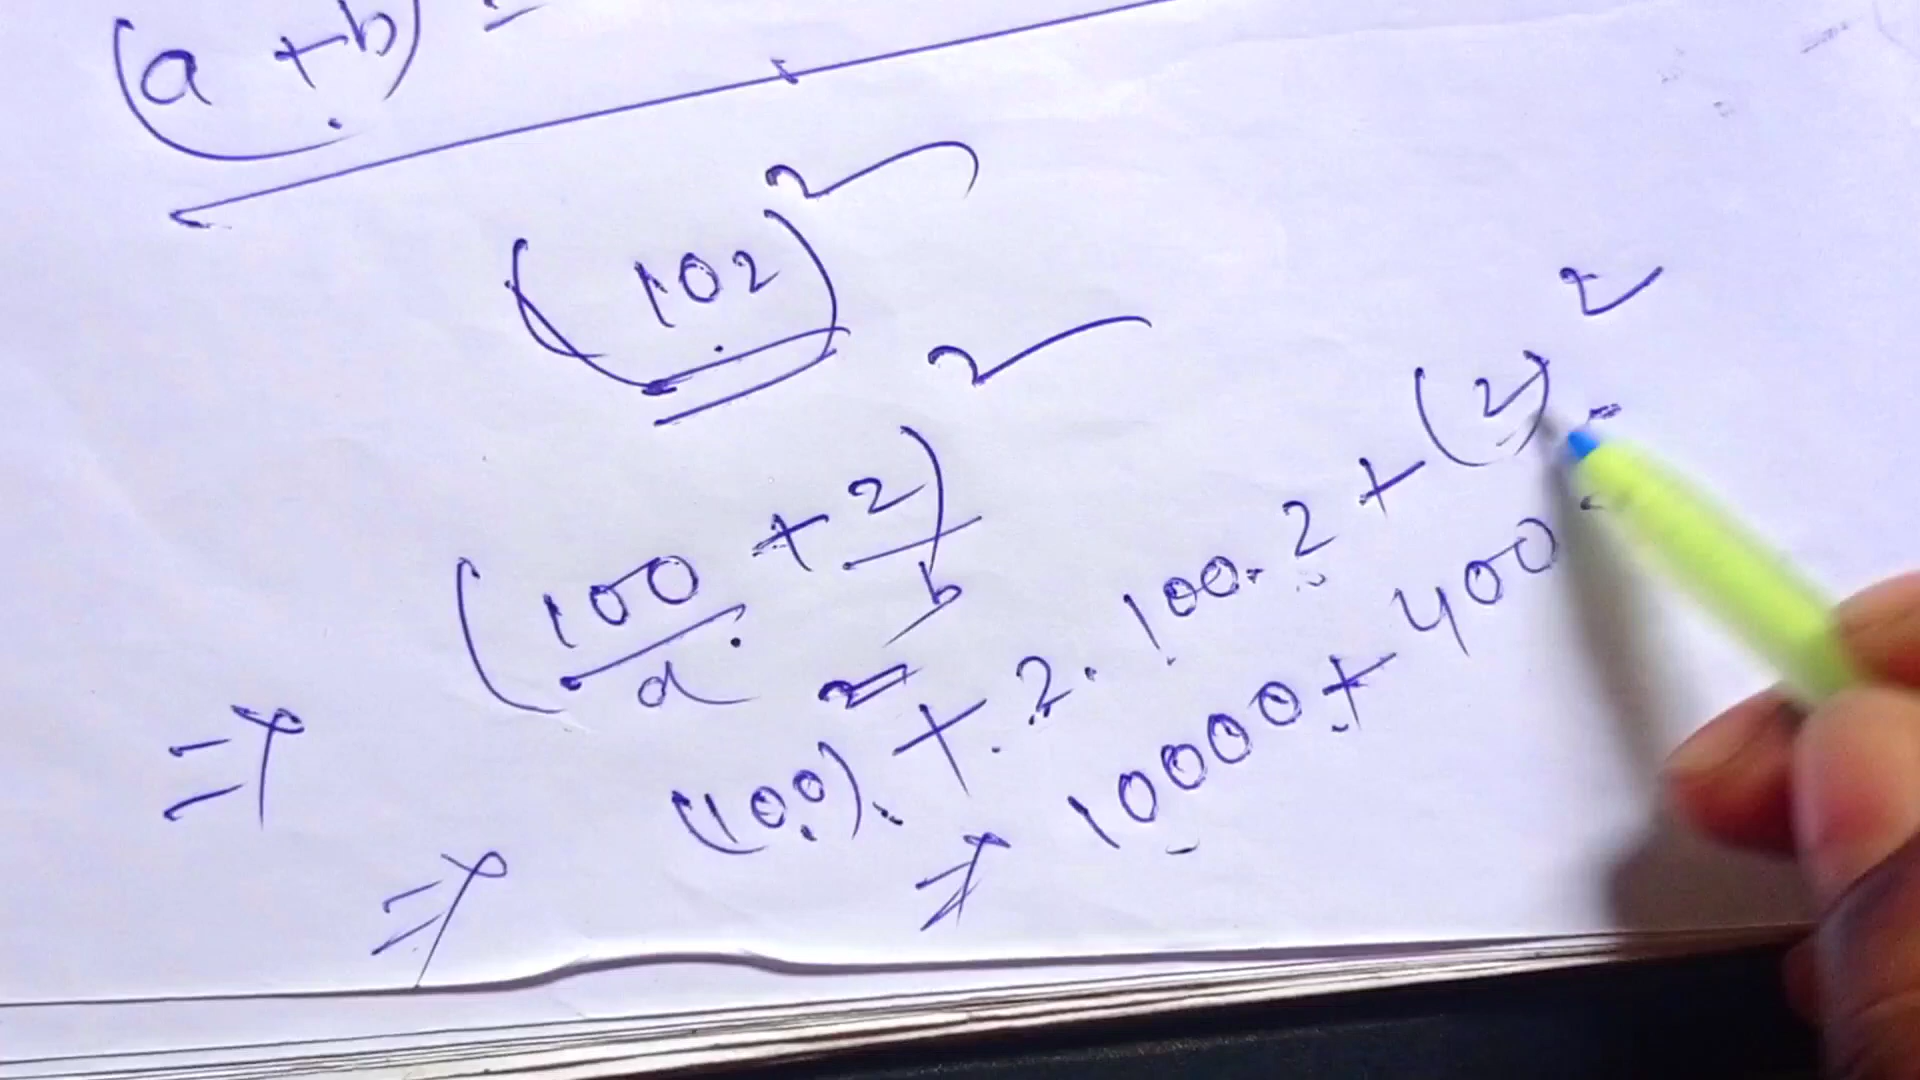 (a + b) =
(102)²
(100 + 2)²
a b
⇒
⇒ (100)² + 2 · 100 · 2 + (2)²
⇒ 10000 + 400